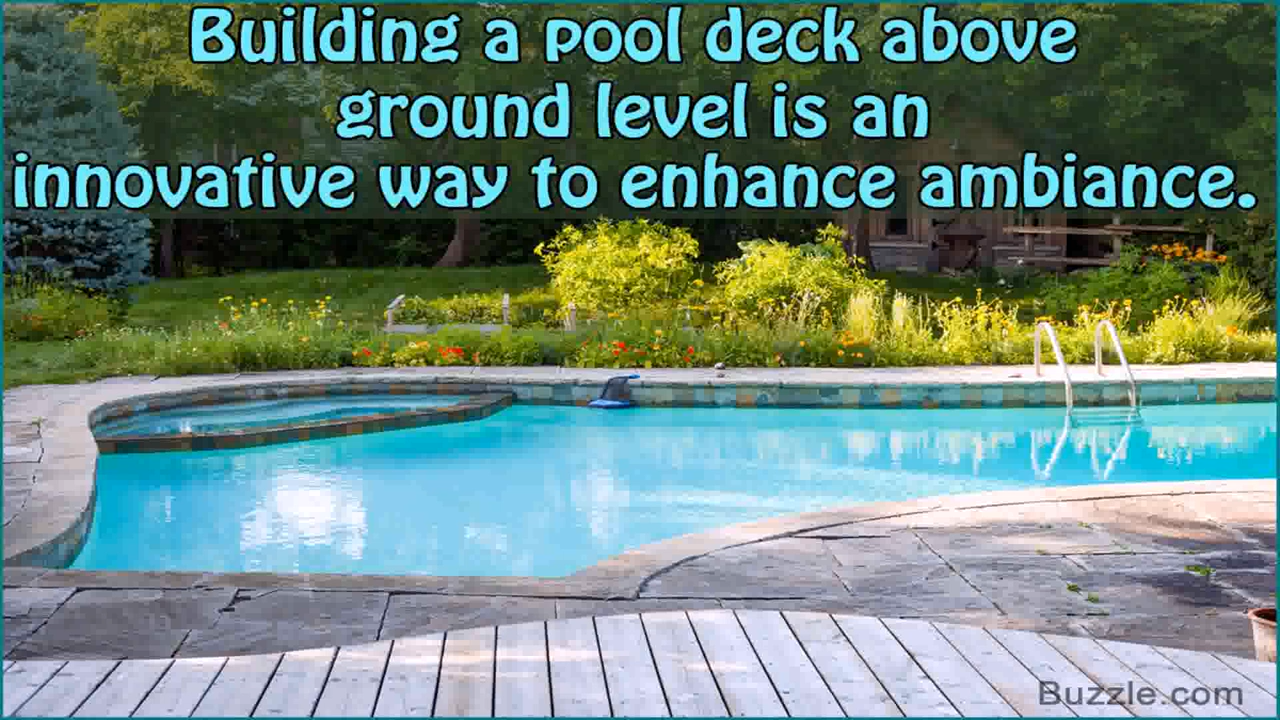 Building a pool deck above
ground level is an
innovative way to enhance ambiance.
Buzzle.com